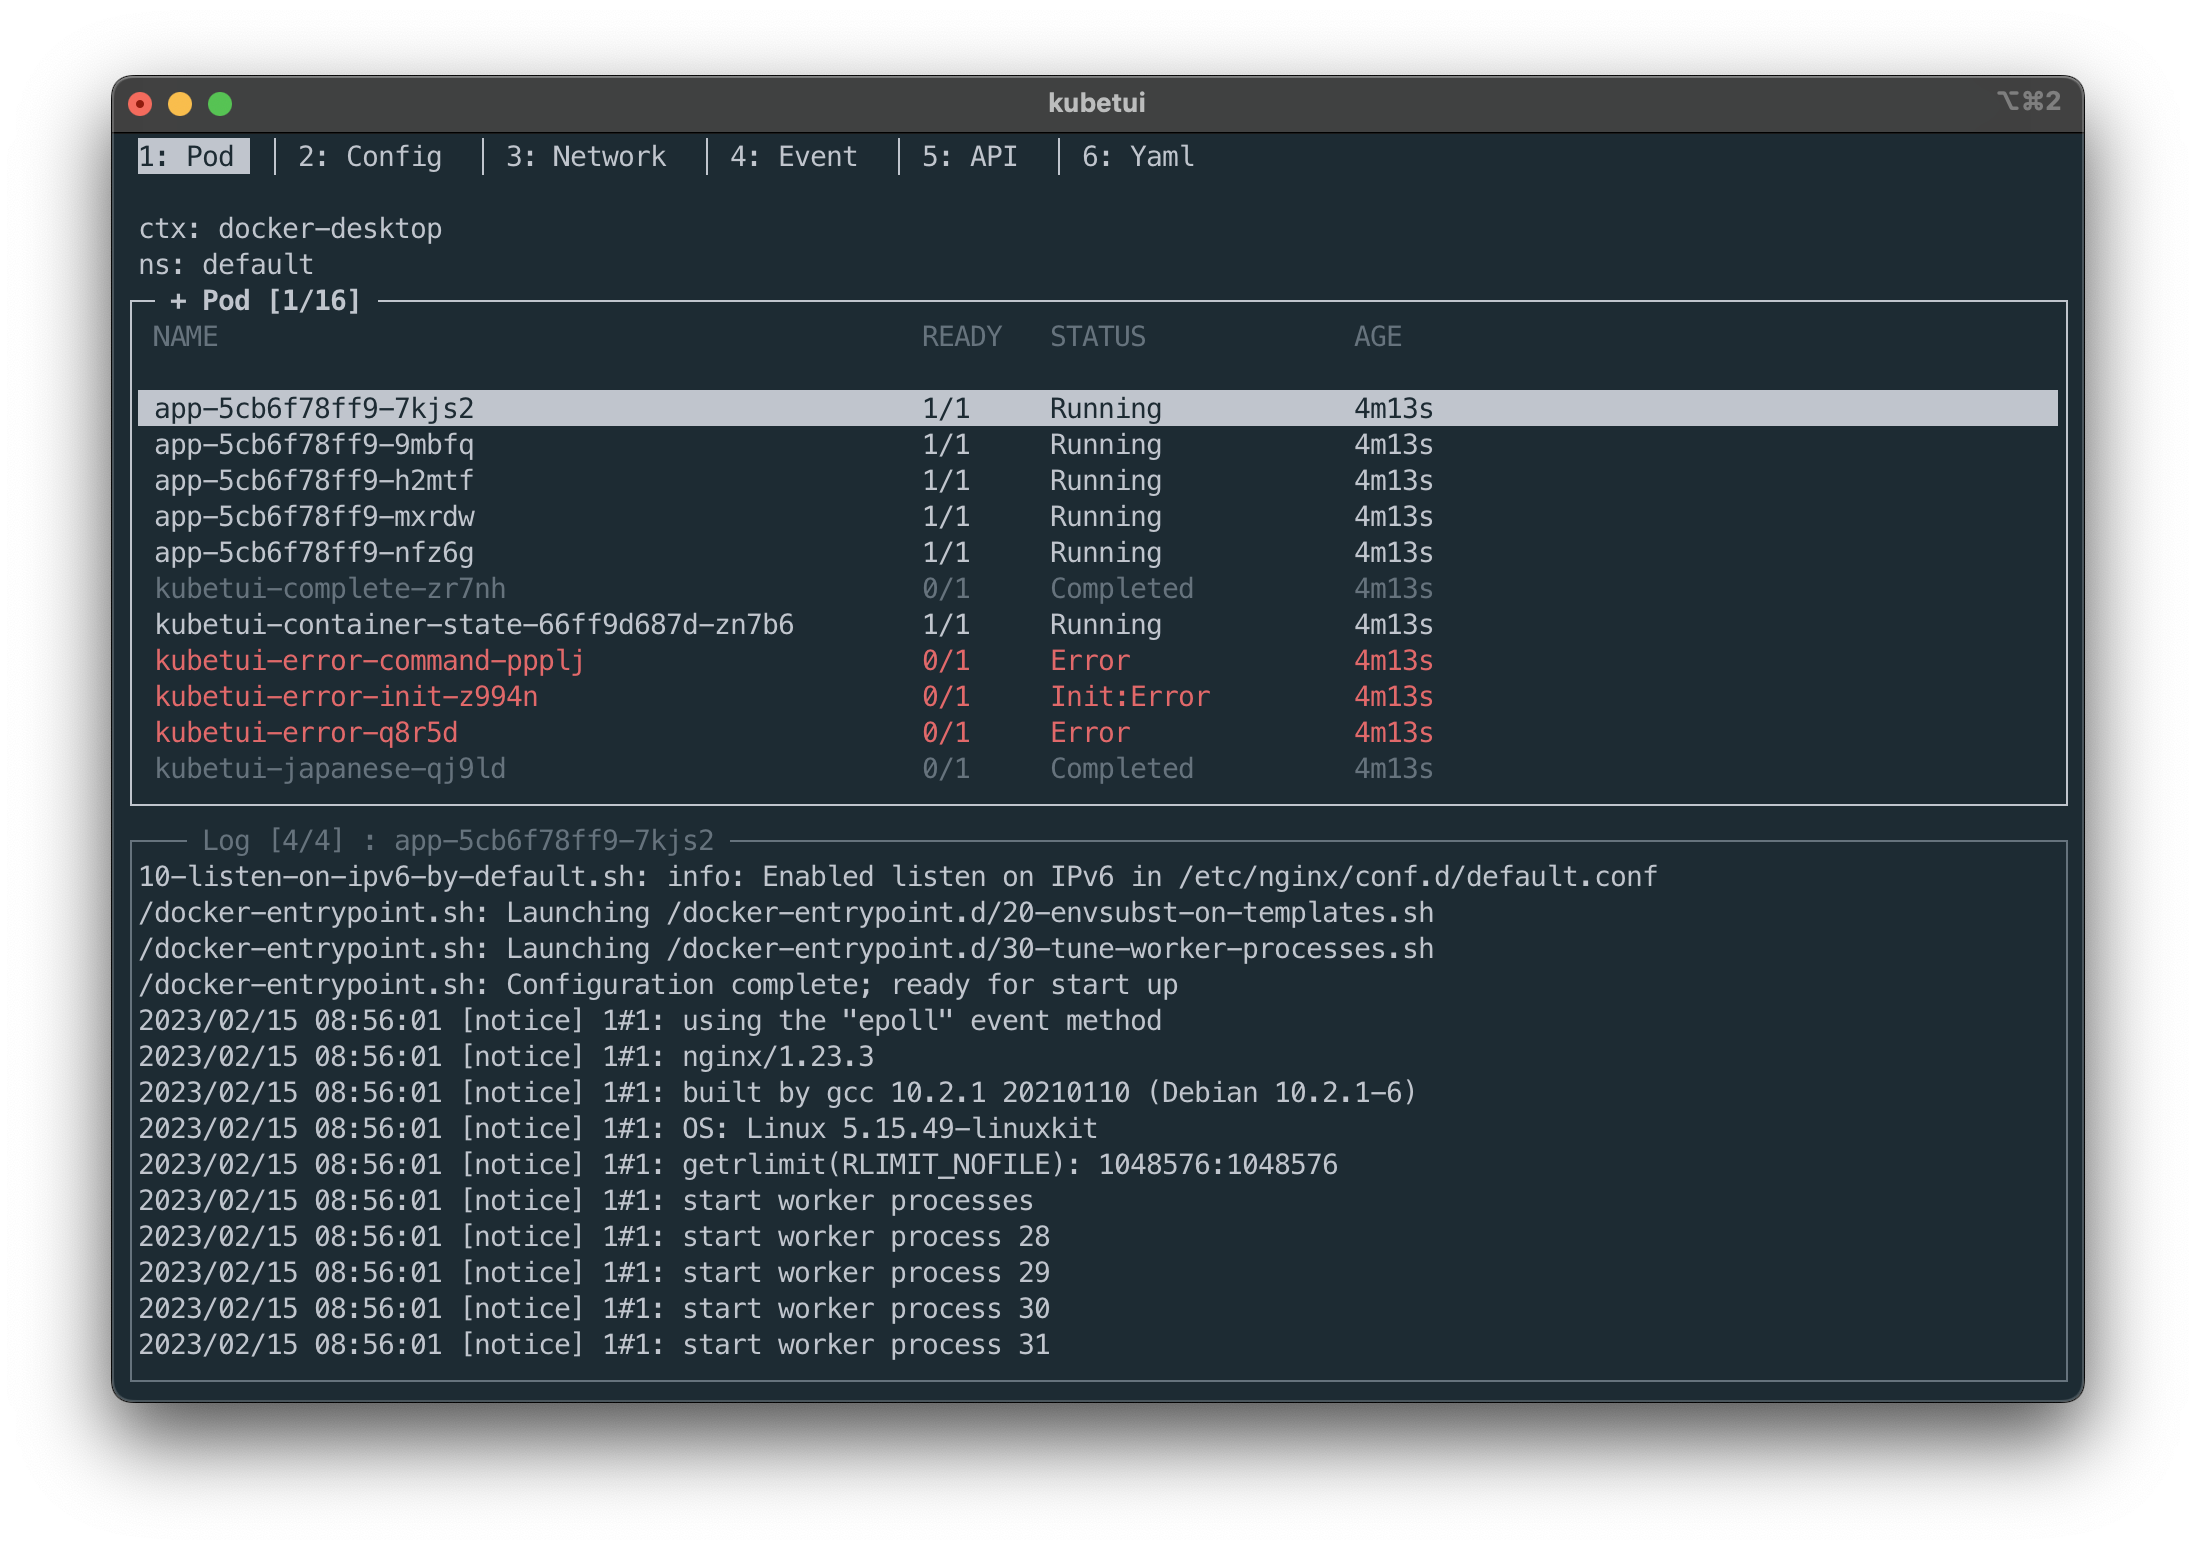 kubetui ⌥⌘2
1: Pod │ 2: Config │ 3: Network │ 4: Event │ 5: API │ 6: Yaml
ctx: docker-desktop
ns: default
+ Pod [1/16]
NAME READY STATUS AGE
app-5cb6f78ff9-7kjs2 1/1 Running 4m13s
app-5cb6f78ff9-9mbfq 1/1 Running 4m13s
app-5cb6f78ff9-h2mtf 1/1 Running 4m13s
app-5cb6f78ff9-mxrdw 1/1 Running 4m13s
app-5cb6f78ff9-nfz6g 1/1 Running 4m13s
kubetui-complete-zr7nh 0/1 Completed 4m13s
kubetui-container-state-66ff9d687d-zn7b6 1/1 Running 4m13s
kubetui-error-command-ppplj 0/1 Error 4m13s
kubetui-error-init-z994n 0/1 Init:Error 4m13s
kubetui-error-q8r5d 0/1 Error 4m13s
kubetui-japanese-qj9ld 0/1 Completed 4m13s
Log [4/4] : app-5cb6f78ff9-7kjs2
10-listen-on-ipv6-by-default.sh: info: Enabled listen on IPv6 in /etc/nginx/conf.d/default.conf
/docker-entrypoint.sh: Launching /docker-entrypoint.d/20-envsubst-on-templates.sh
/docker-entrypoint.sh: Launching /docker-entrypoint.d/30-tune-worker-processes.sh
/docker-entrypoint.sh: Configuration complete; ready for start up
2023/02/15 08:56:01 [notice] 1#1: using the "epoll" event method
2023/02/15 08:56:01 [notice] 1#1: nginx/1.23.3
2023/02/15 08:56:01 [notice] 1#1: built by gcc 10.2.1 20210110 (Debian 10.2.1-6)
2023/02/15 08:56:01 [notice] 1#1: OS: Linux 5.15.49-linuxkit
2023/02/15 08:56:01 [notice] 1#1: getrlimit(RLIMIT_NOFILE): 1048576:1048576
2023/02/15 08:56:01 [notice] 1#1: start worker processes
2023/02/15 08:56:01 [notice] 1#1: start worker process 28
2023/02/15 08:56:01 [notice] 1#1: start worker process 29
2023/02/15 08:56:01 [notice] 1#1: start worker process 30
2023/02/15 08:56:01 [notice] 1#1: start worker process 31